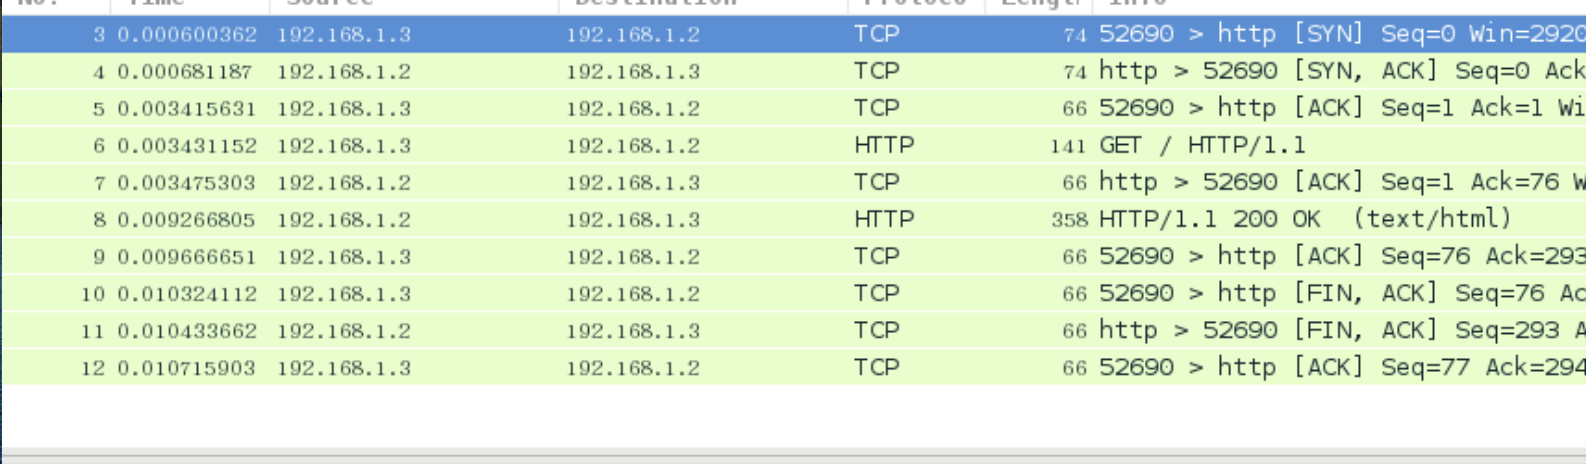 No. Time Source Destination Protoco Lengtl Info
3 0.000600362 192.168.1.3 192.168.1.2 TCP 74 52690 > http [SYN] Seq=0 Win=2920
4 0.000681187 192.168.1.2 192.168.1.3 TCP 74 http > 52690 [SYN, ACK] Seq=0 Ack
5 0.003415631 192.168.1.3 192.168.1.2 TCP 66 52690 > http [ACK] Seq=1 Ack=1 Wi
6 0.003431152 192.168.1.3 192.168.1.2 HTTP 141 GET / HTTP/1.1
7 0.003475303 192.168.1.2 192.168.1.3 TCP 66 http > 52690 [ACK] Seq=1 Ack=76 W
8 0.009266805 192.168.1.2 192.168.1.3 HTTP 358 HTTP/1.1 200 OK (text/html)
9 0.009666651 192.168.1.3 192.168.1.2 TCP 66 52690 > http [ACK] Seq=76 Ack=293
10 0.010324112 192.168.1.3 192.168.1.2 TCP 66 52690 > http [FIN, ACK] Seq=76 Ac
11 0.010433662 192.168.1.2 192.168.1.3 TCP 66 http > 52690 [FIN, ACK] Seq=293 A
12 0.010715903 192.168.1.3 192.168.1.2 TCP 66 52690 > http [ACK] Seq=77 Ack=294